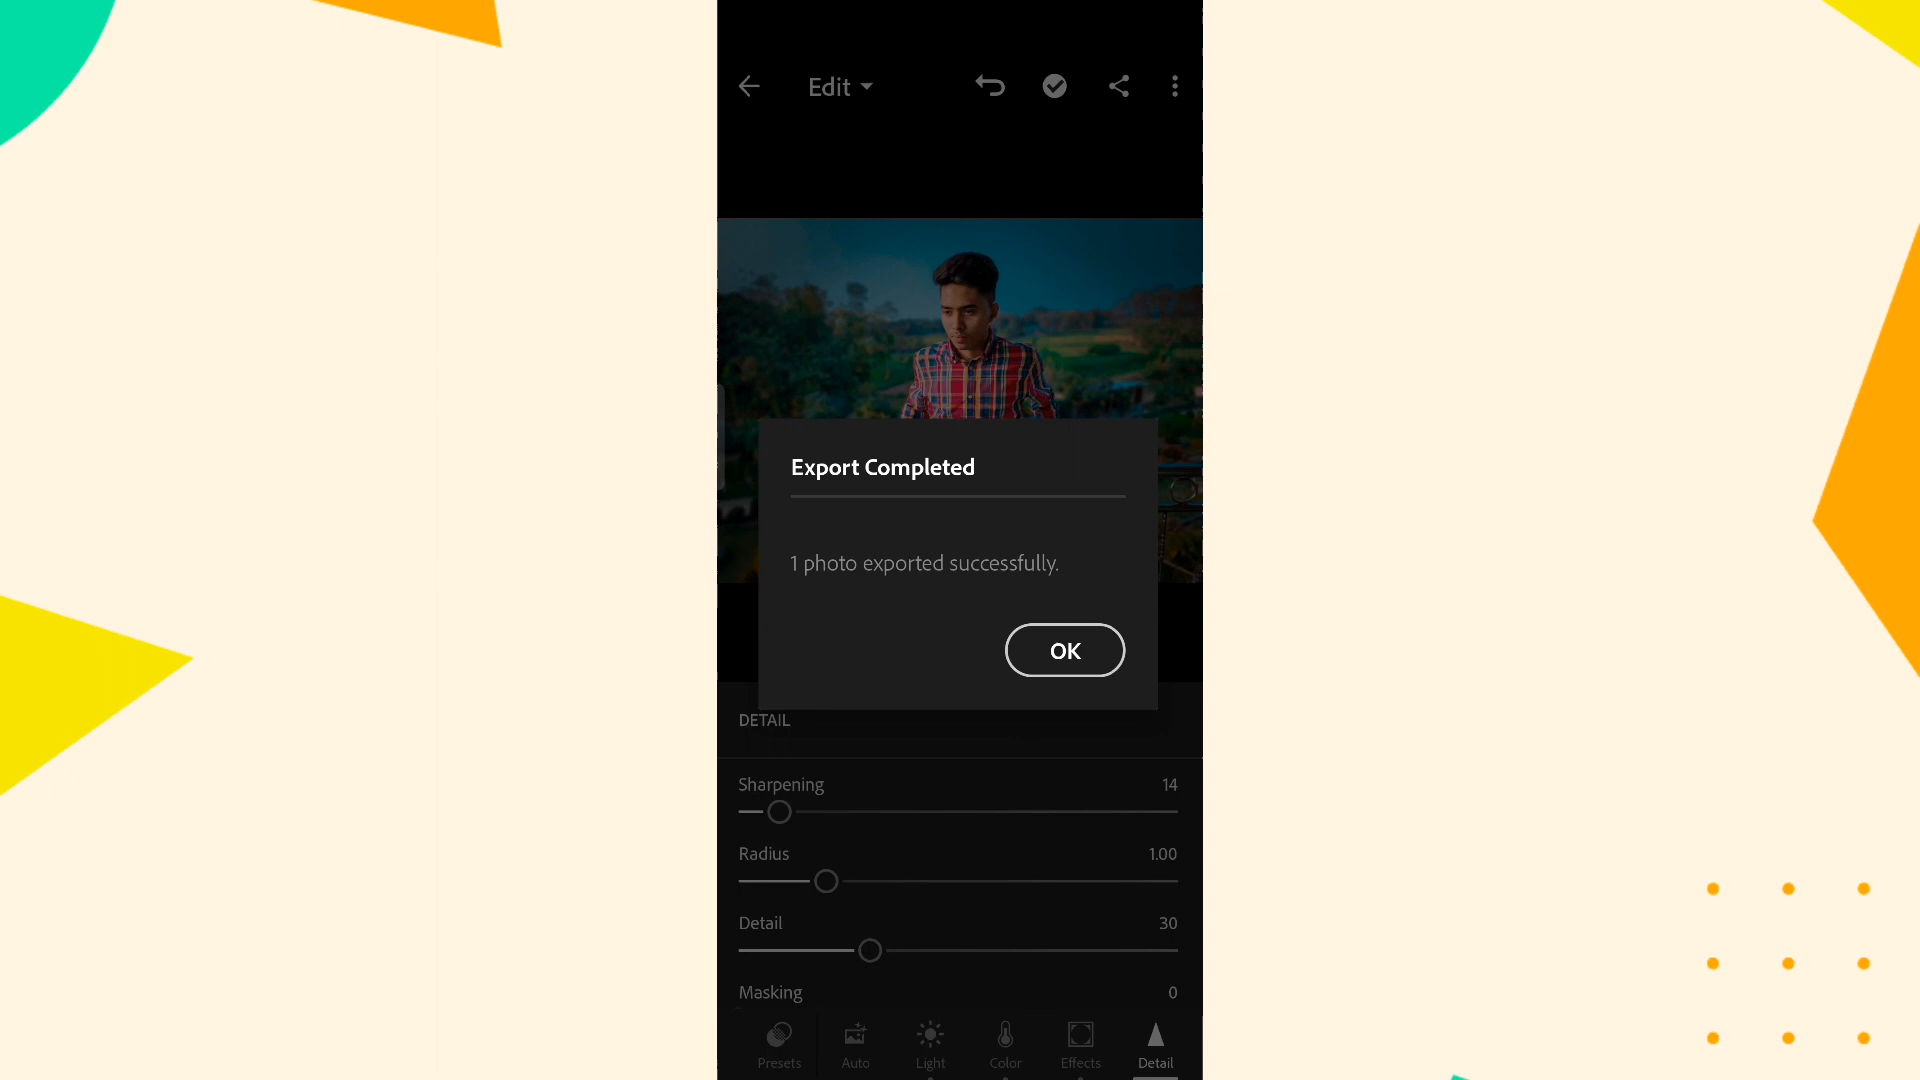 Edit
Export Completed
1 photo exported successfully.
OK
DETAIL
Sharpening 14
Radius 1.00
Detail 30
Masking 0
Presets Auto Light Color Effects Detail